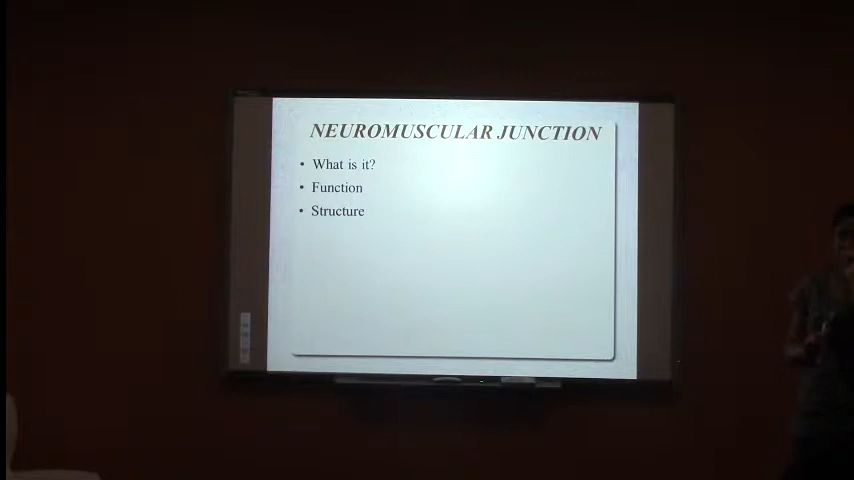 NEUROMUSCULAR JUNCTION
• What is it?
• Function
• Structure